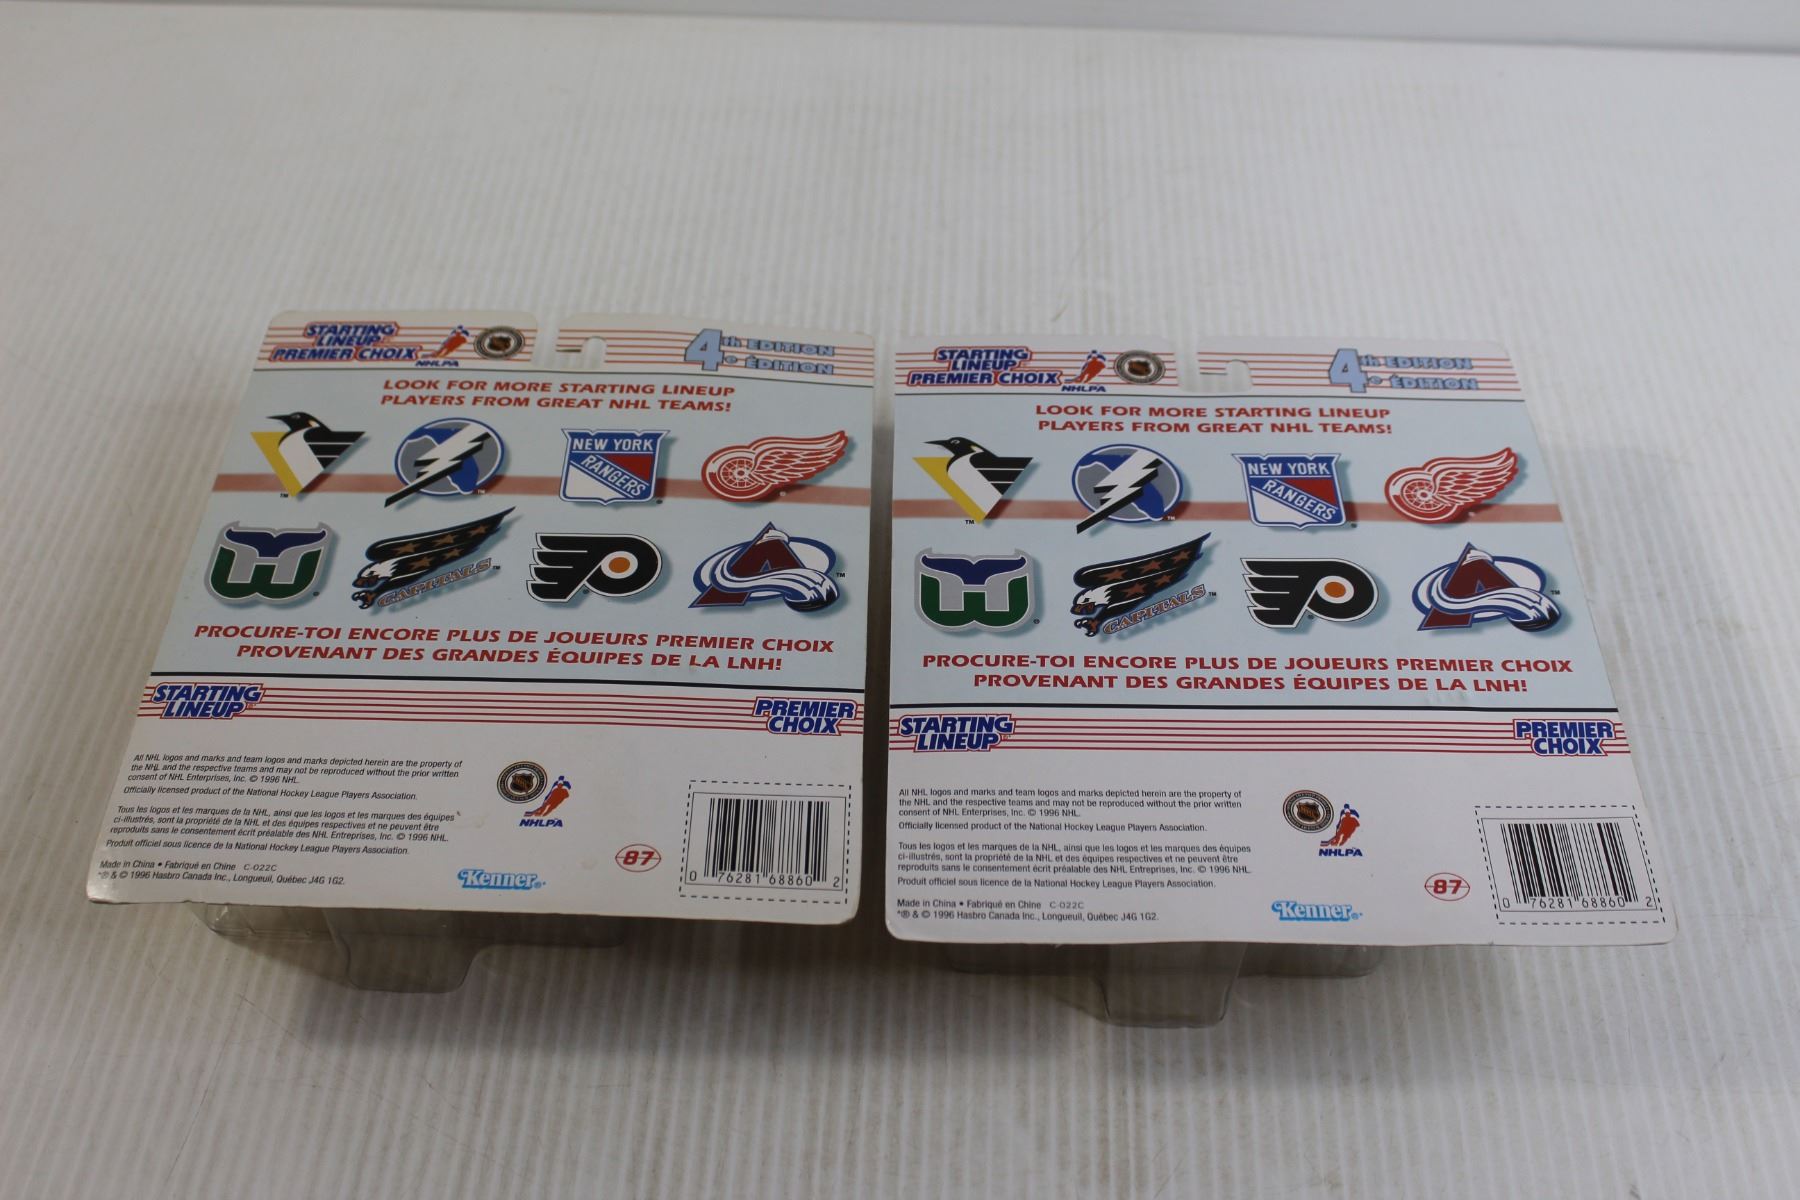 STARTING
LINEUP
PREMIER CHOIX
NHLPA
4th EDITION
4e ÉDITION
LOOK FOR MORE STARTING LINEUP
PLAYERS FROM GREAT NHL TEAMS!
NEW YORK
RANGERS
CAPITALS
PROCURE-TOI ENCORE PLUS DE JOUEURS PREMIER CHOIX
PROVENANT DES GRANDES ÉQUIPES DE LA LNH!
STARTING
LINEUP
PREMIER
CHOIX
All NHL logos and marks and team logos and marks depicted herein are the property of
the NHL and the respective teams and may not be reproduced without the prior written
consent of NHL Enterprises, Inc. © 1996 NHL.
Officially licensed product of the National Hockey League Players Association.
Tous les logos et les marques de la NHL, ainsi que les logos et les marques des équipes
ci-illustrés, sont la propriété de la NHL et des équipes respectives et ne peuvent être
reproduits sans le consentement écrit préalable des NHL Entreprises, Inc. © 1996 NHL.
Produit officiel sous licence de la National Hockey League Players Association.
Made in China • Fabriqué en Chine C-022C
*® & © 1996 Hasbro Canada Inc., Longueuil, Québec J4G 1G2.
NHLPA
Kenner
87
0 76281 68860 2
STARTING
LINEUP
PREMIER CHOIX
NHLPA
4th EDITION
4e ÉDITION
LOOK FOR MORE STARTING LINEUP
PLAYERS FROM GREAT NHL TEAMS!
NEW YORK
RANGERS
CAPITALS
PROCURE-TOI ENCORE PLUS DE JOUEURS PREMIER CHOIX
PROVENANT DES GRANDES ÉQUIPES DE LA LNH!
STARTING
LINEUP
PREMIER
CHOIX
All NHL logos and marks and team logos and marks depicted herein are the property of
the NHL and the respective teams and may not be reproduced without the prior written
consent of NHL Enterprises, Inc. © 1996 NHL.
Officially licensed product of the National Hockey League Players Association.
Tous les logos et les marques de la NHL, ainsi que les logos et les marques des équipes
ci-illustrés, sont la propriété de la NHL et des équipes respectives et ne peuvent être
reproduits sans le consentement écrit préalable des NHL Entreprises, Inc. © 1996 NHL.
Produit officiel sous licence de la National Hockey League Players Association.
Made in China • Fabriqué en Chine C-022C
*® & © 1996 Hasbro Canada Inc., Longueuil, Québec J4G 1G2.
NHLPA
Kenner
87
0 76281 68860 2